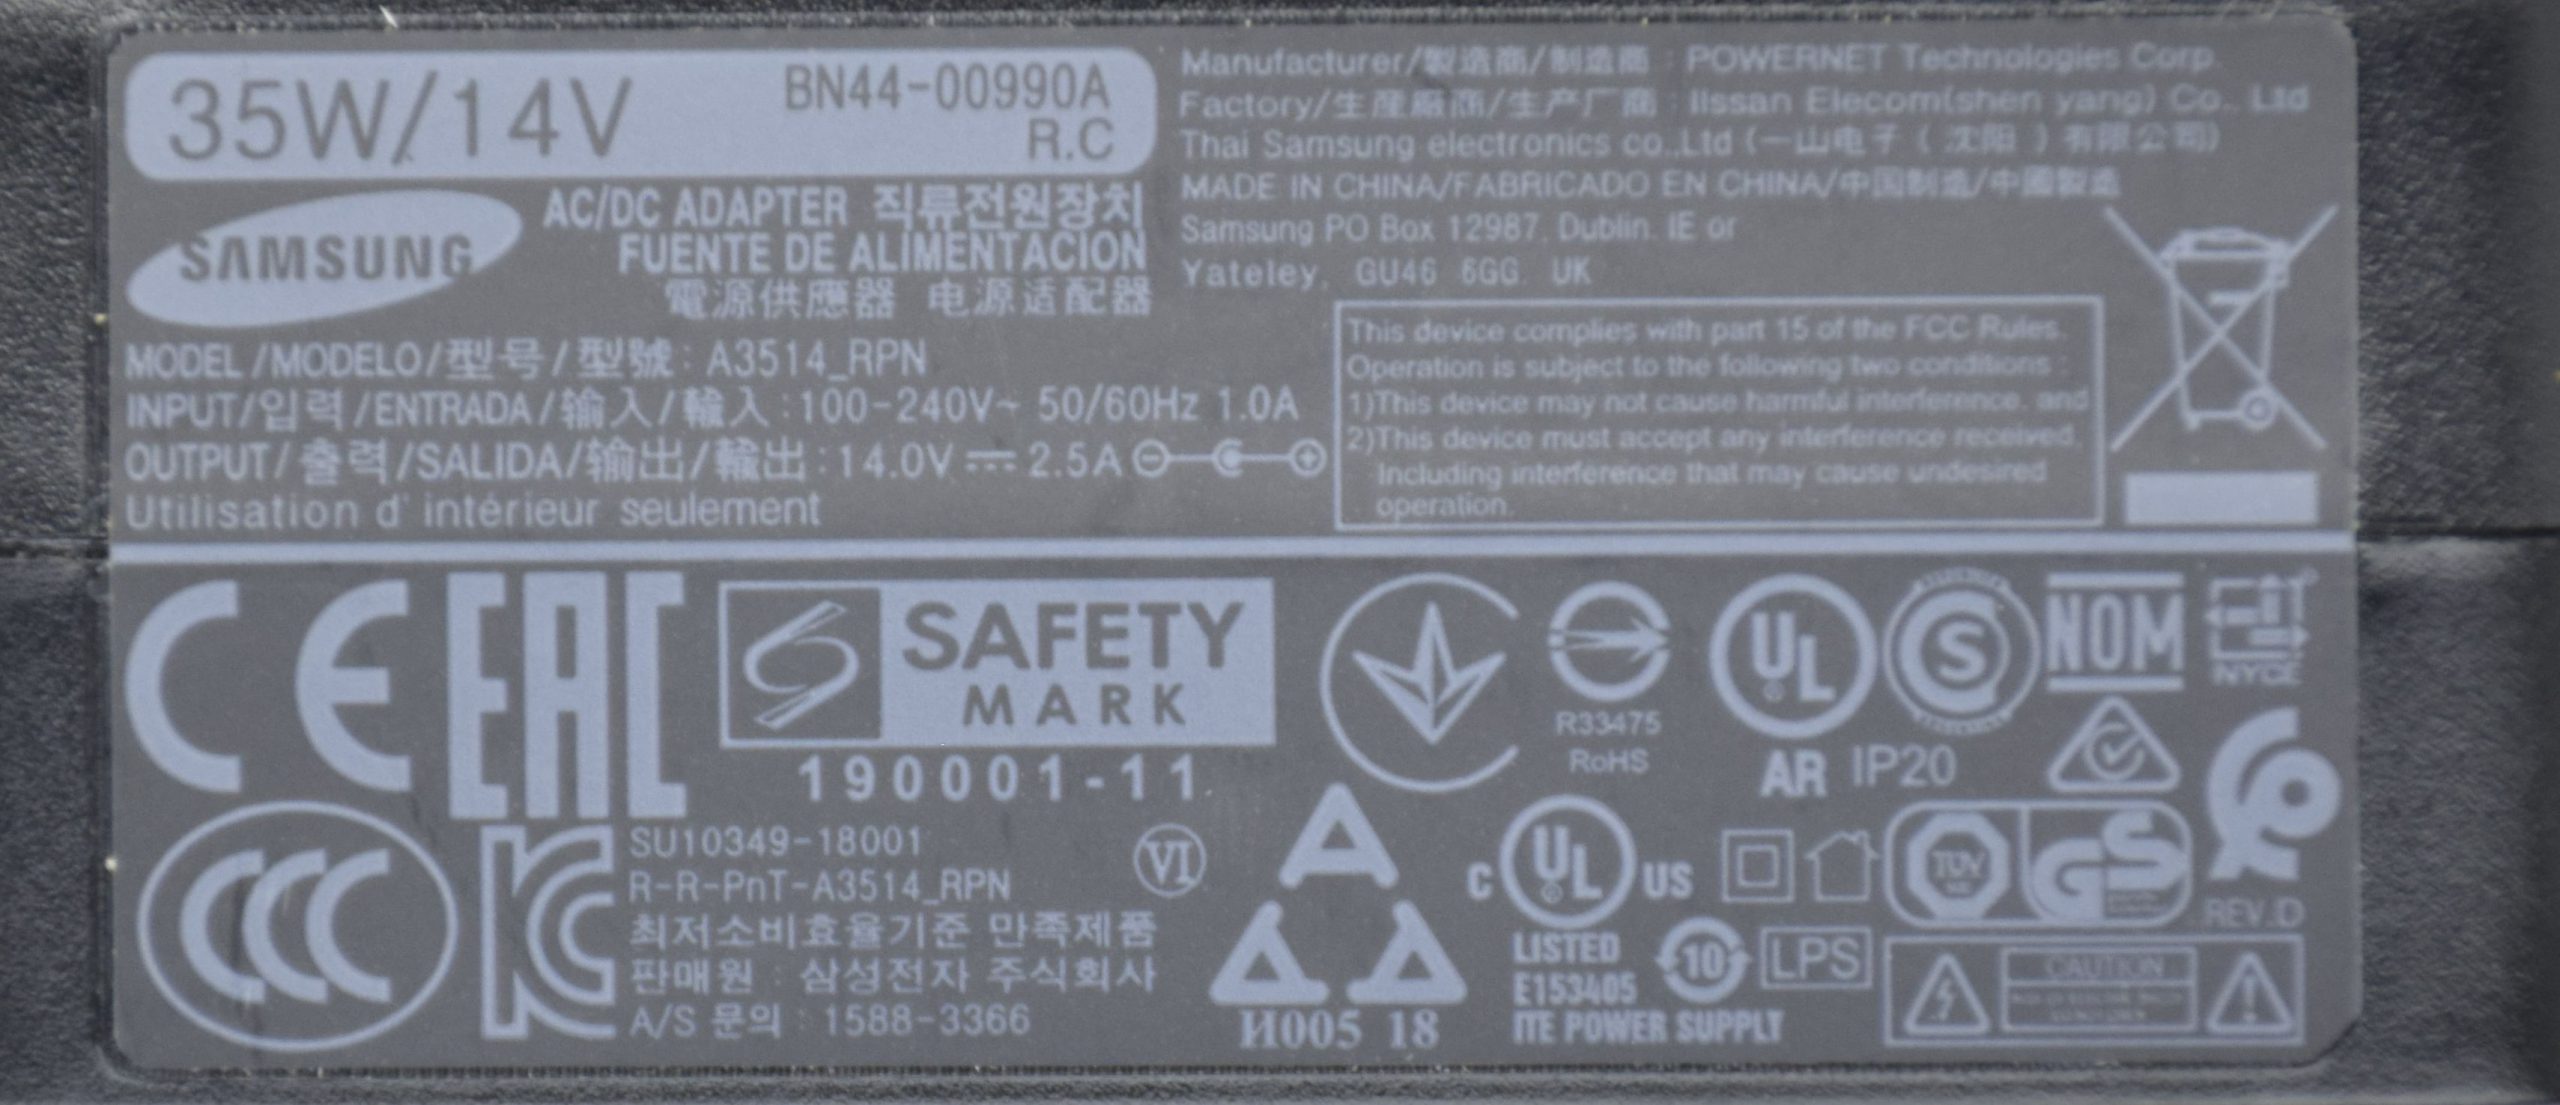 35W/14V
BN44-00990A
R.C
SAMSUNG
AC/DC ADAPTER 직류전원장치
FUENTE DE ALIMENTACIÓN
電源供應器 电源适配器
MODEL/MODELO/型号/型號: A3514_RPN
INPUT/입력/ENTRADA/输入/輸入:100-240V~ 50/60Hz 1.0A
OUTPUT/출력/SALIDA/输出/輸出:14.0V 2.5A
Utilisation d' intérieur seulement
Manufacturer/製造商/制造商 : POWERNET Technologies Corp.
Factory/生産廠商/生产厂商 : Ilssan Elecom(shen yang) Co., Ltd
Thai Samsung electronics co.,Ltd (一山电子(沈阳)有限公司)
MADE IN CHINA/FABRICADO EN CHINA/中国制造/中國製造
Samsung PO Box 12987, Dublin. IE or
Yateley, GU46 6GG. UK
This device complies with part 15 of the FCC Rules.
Operation is subject to the following two conditions :
1)This device may not cause harmful interference, and
2)This device must accept any interference received,
Including interference that may cause undesired
operation.
CE EAC
SAFETY
MARK
190001-11
R33475
RoHS
UL
AR IP20
S
NOM
NYCE
CCC
KC
SU10349-18001
R-R-PnT-A3514_RPN
최저소비효율기준 만족제품
판매원 : 삼성전자 주식회사
A/S 문의 : 1588-3366
VI
И005 18
C UL US
LISTED
E153405
ITE POWER SUPPLY
10
LPS
TÜV
GS
REV.D
CAUTION